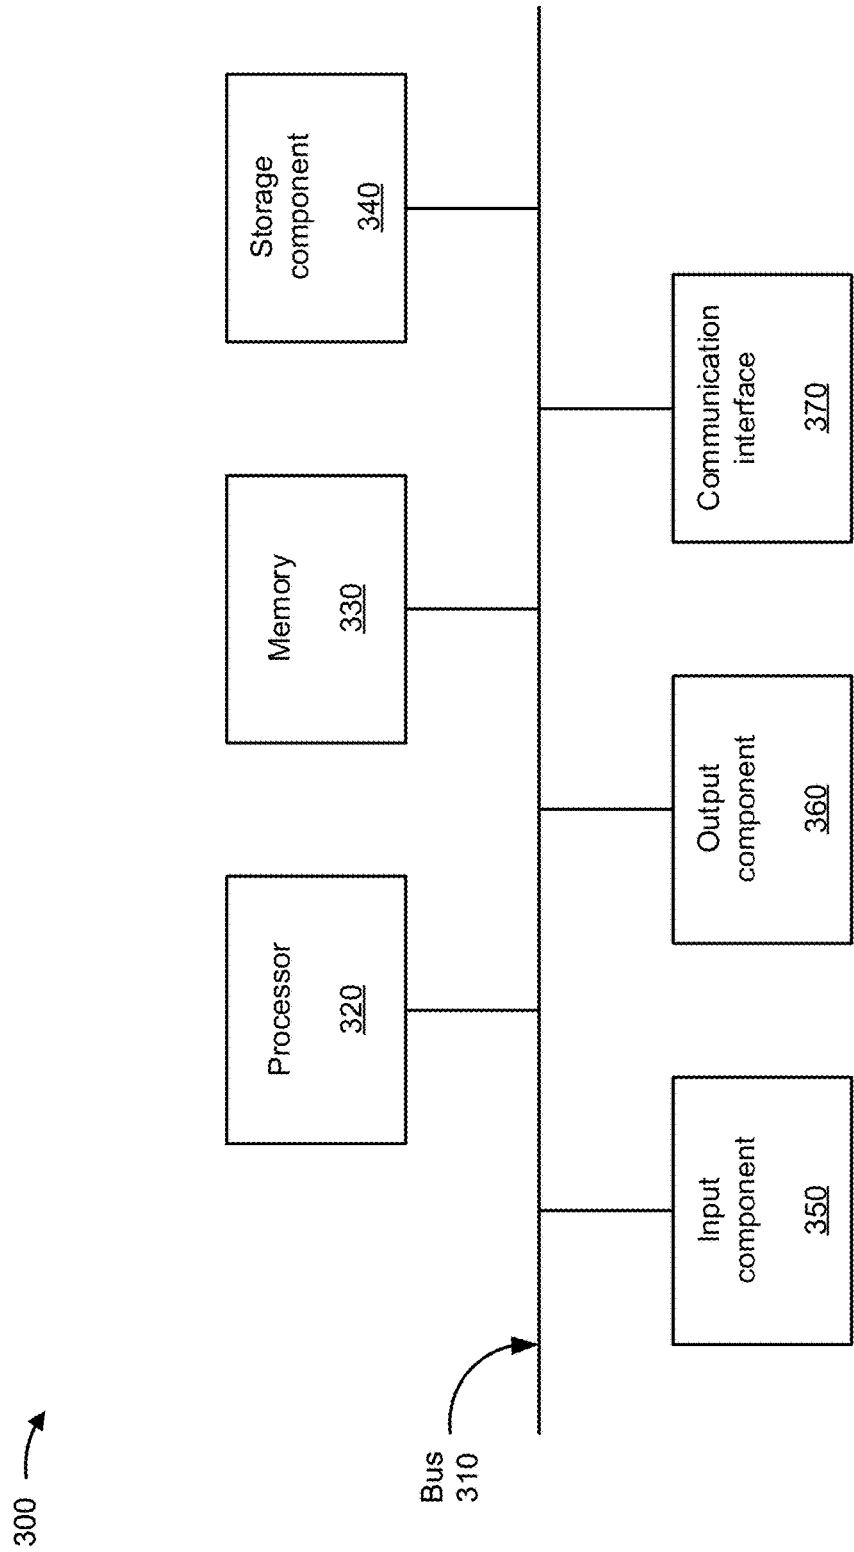 300
Processor
320
Memory
330
Storage
component
340
Bus
310
Input
component
350
Output
component
360
Communication
interface
370